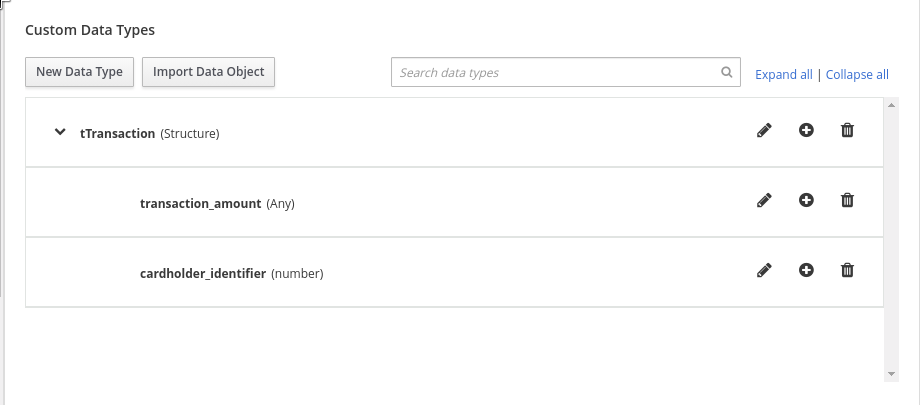 Custom Data Types
New Data Type Import Data Object Search data types Expand all | Collapse all
tTransaction (Structure)
transaction_amount (Any)
cardholder_identifier (number)